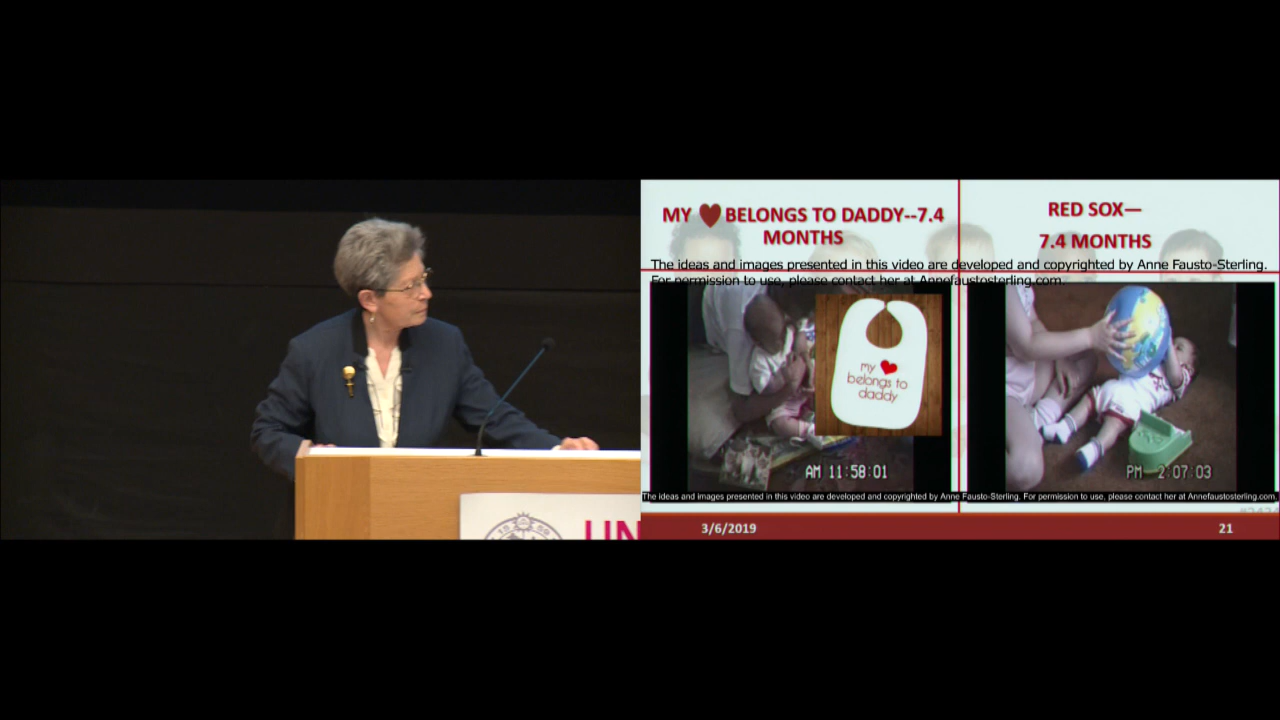 MY ❤ BELONGS TO DADDY--7.4
MONTHS
RED SOX—
7.4 MONTHS
The ideas and images presented in this video are developed and copyrighted by Anne Fausto-Sterling.
For permission to use, please contact her at Annefaustosterling.com.
my ❤
belongs to
daddy
AM 11:58:01
PM 2:07:03
The ideas and images presented in this video are developed and copyrighted by Anne Fausto-Sterling. For permission to use, please contact her at Annefaustosterling.com.
3/6/2019
21
UN